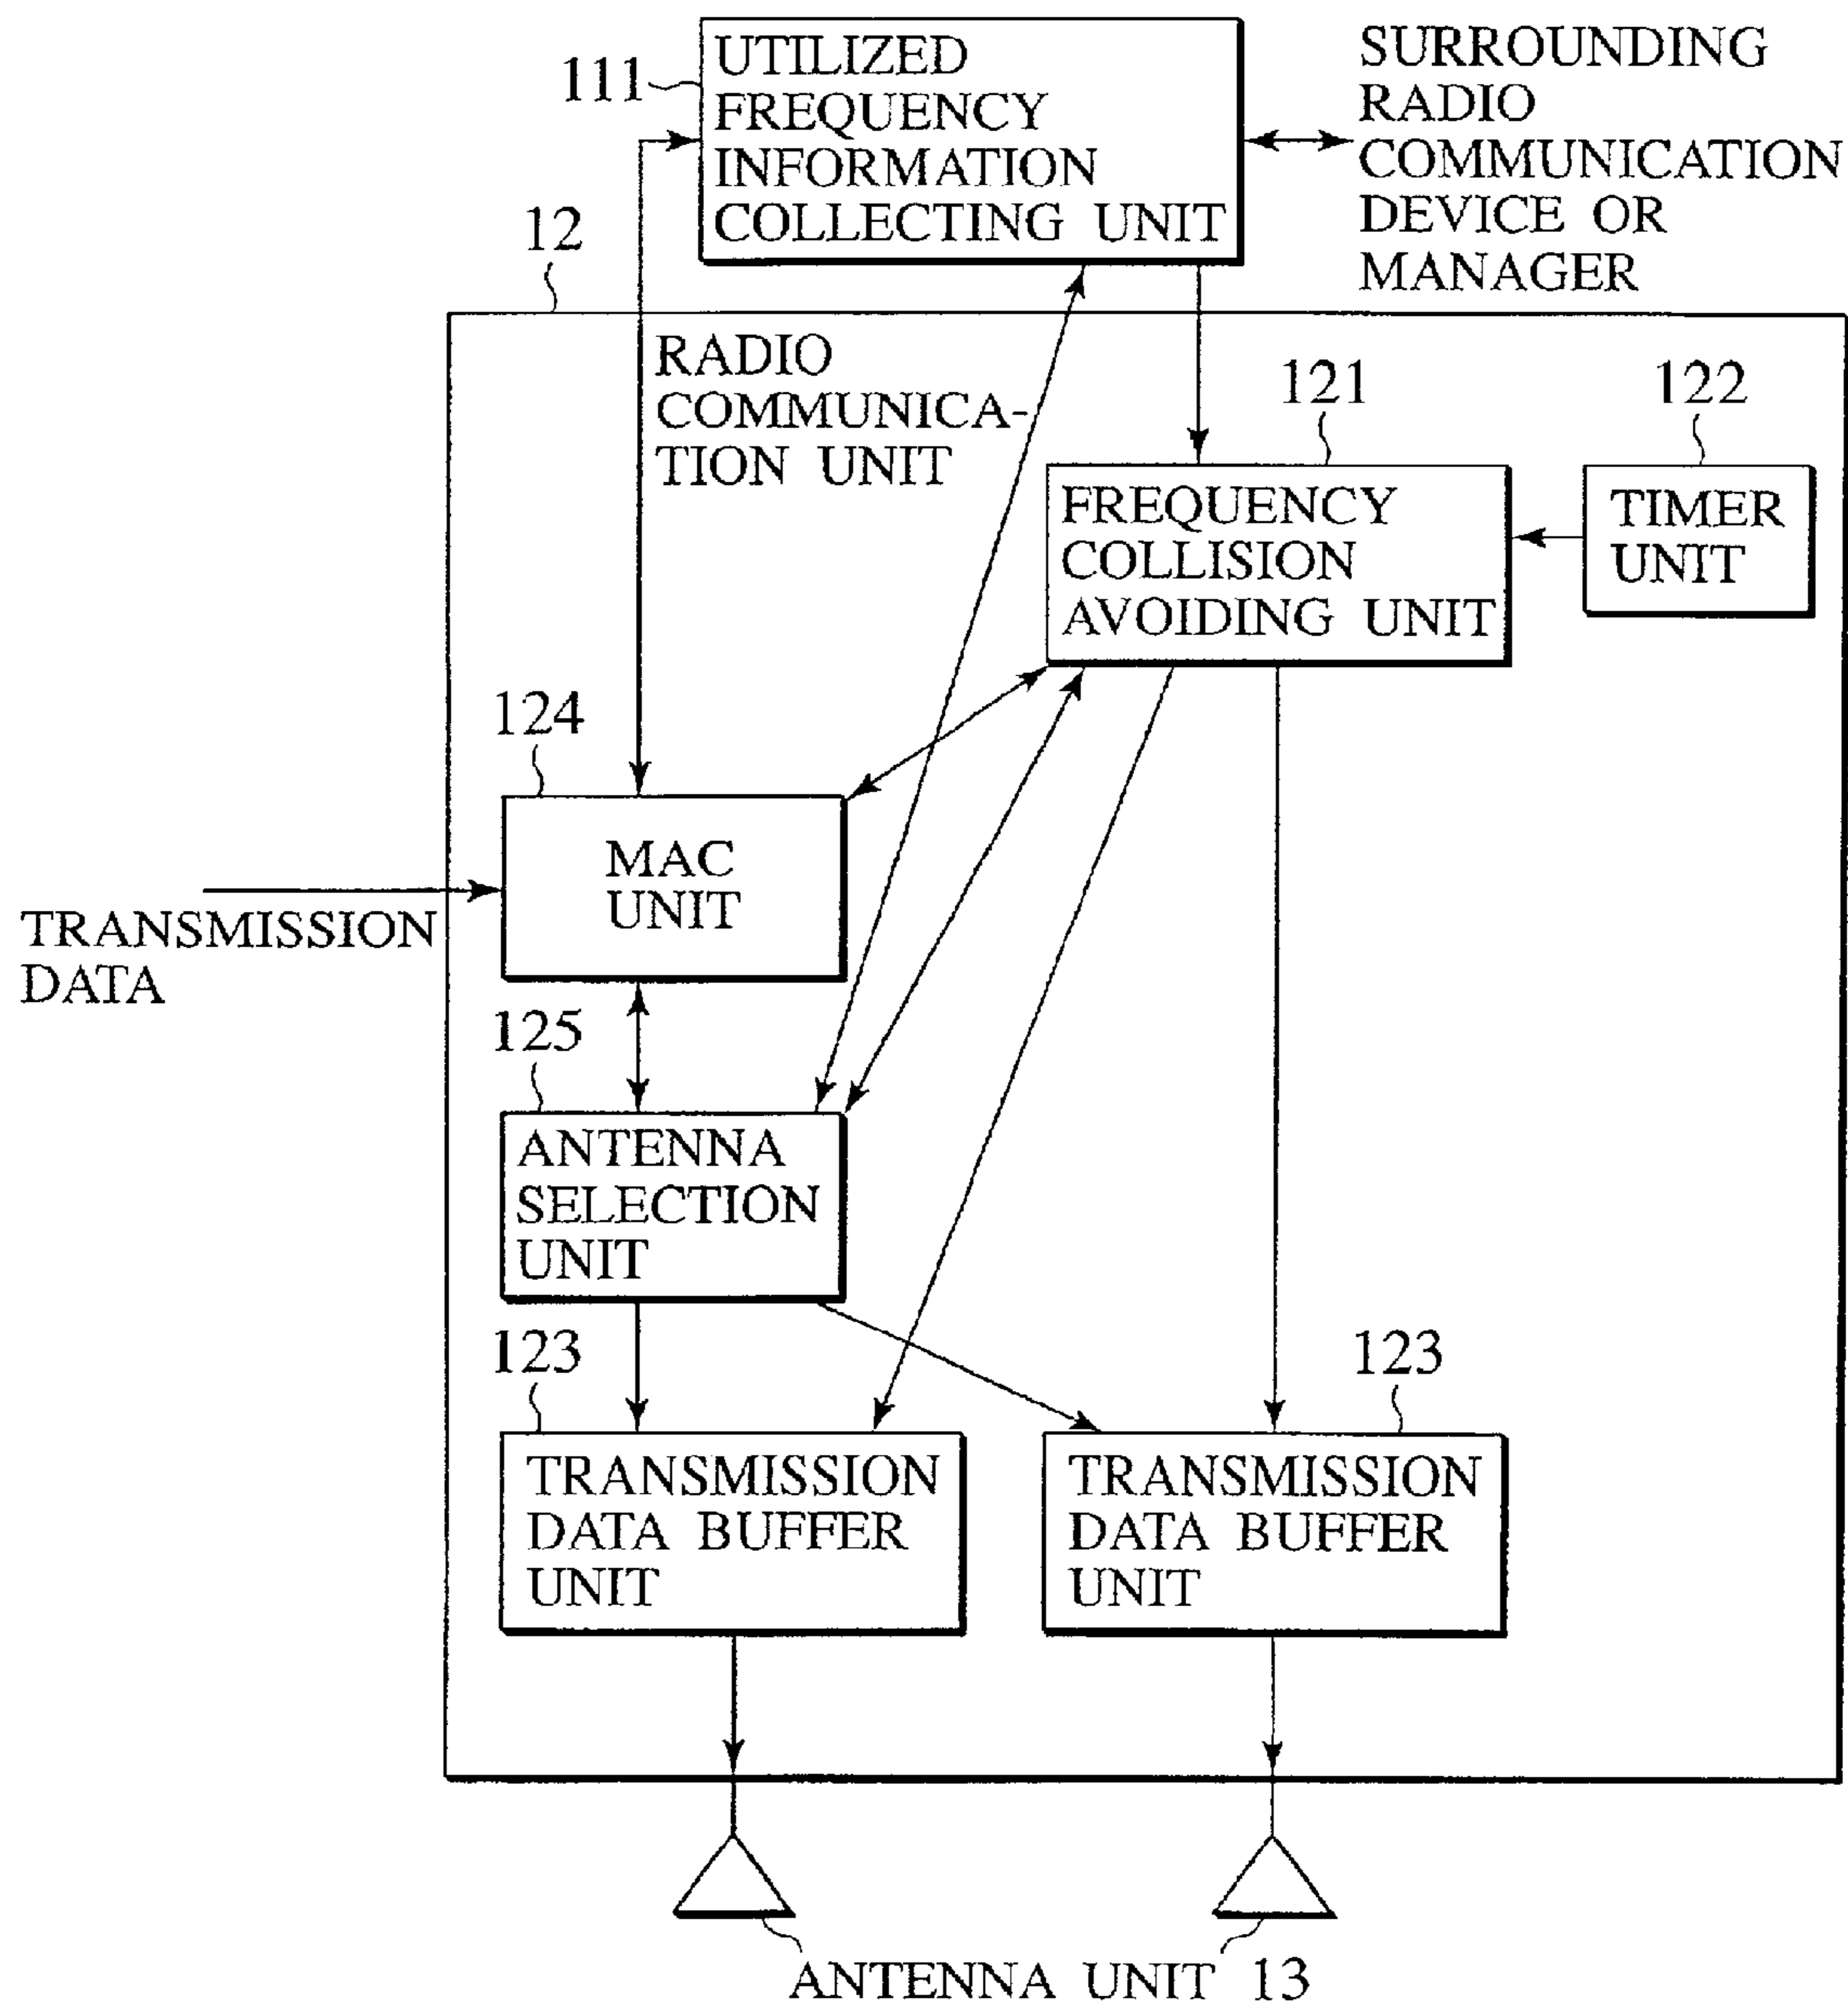 111
UTILIZED
FREQUENCY
INFORMATION
COLLECTING UNIT
SURROUNDING
RADIO
COMMUNICATION
DEVICE OR
MANAGER
12
RADIO
COMMUNICA-
TION UNIT
121
122
FREQUENCY
COLLISION
AVOIDING UNIT
TIMER
UNIT
124
MAC
UNIT
TRANSMISSION
DATA
125
ANTENNA
SELECTION
UNIT
123
123
TRANSMISSION
DATA BUFFER
UNIT
TRANSMISSION
DATA BUFFER
UNIT
ANTENNA UNIT 13